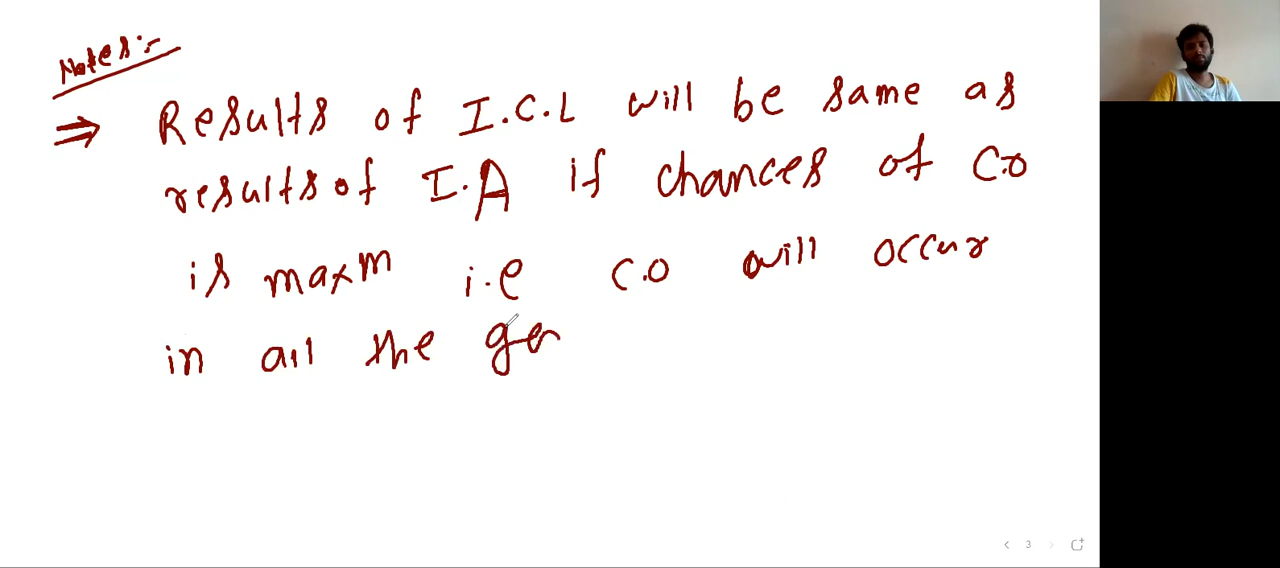 Notes:-
⇒ Results of I.C.L will be same as
results of I.A if chances of C.O
is maxm i.e C.O will occur
in all the gen
3